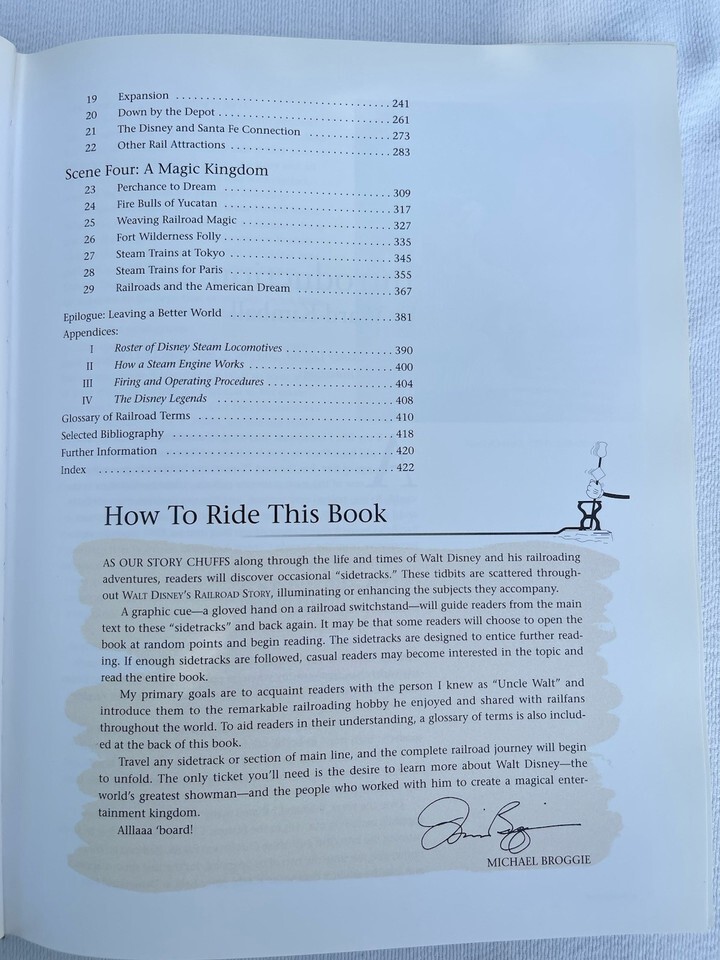 19 Expansion . . . . . . . . . . . . . . . . . . . . . . . . . . . . . . . . . . . 241
20 Down by the Depot . . . . . . . . . . . . . . . . . . . . . . . . . . . . 261
21 The Disney and Santa Fe Connection . . . . . . . . . . . . . 273
22 Other Rail Attractions . . . . . . . . . . . . . . . . . . . . . . . . . . 283
Scene Four: A Magic Kingdom
23 Perchance to Dream . . . . . . . . . . . . . . . . . . . . . . . . . . . 309
24 Fire Bulls of Yucatan . . . . . . . . . . . . . . . . . . . . . . . . . . . 317
25 Weaving Railroad Magic . . . . . . . . . . . . . . . . . . . . . . . . 327
26 Fort Wilderness Folly . . . . . . . . . . . . . . . . . . . . . . . . . . . 335
27 Steam Trains at Tokyo . . . . . . . . . . . . . . . . . . . . . . . . . . 345
28 Steam Trains for Paris . . . . . . . . . . . . . . . . . . . . . . . . . . 355
29 Railroads and the American Dream . . . . . . . . . . . . . . . 367
Epilogue: Leaving a Better World . . . . . . . . . . . . . . . . . . . . . . . . . 381
Appendices:
I Roster of Disney Steam Locomotives . . . . . . . . . . . . . . . . 390
II How a Steam Engine Works . . . . . . . . . . . . . . . . . . . . . . 400
III Firing and Operating Procedures . . . . . . . . . . . . . . . . . . . 404
IV The Disney Legends . . . . . . . . . . . . . . . . . . . . . . . . . . . 408
Glossary of Railroad Terms . . . . . . . . . . . . . . . . . . . . . . . . . . . . . 410
Selected Bibliography . . . . . . . . . . . . . . . . . . . . . . . . . . . . . . . . . 418
Further Information . . . . . . . . . . . . . . . . . . . . . . . . . . . . . . . . . . 420
Index . . . . . . . . . . . . . . . . . . . . . . . . . . . . . . . . . . . . . . . . . . . . . 422
How To Ride This Book
AS OUR STORY CHUFFS along through the life and times of Walt Disney and his railroading
adventures, readers will discover occasional “sidetracks.” These tidbits are scattered through-
out WALT DISNEY'S RAILROAD STORY, illuminating or enhancing the subjects they accompany.
A graphic cue—a gloved hand on a railroad switchstand—will guide readers from the main
text to these “sidetracks” and back again. It may be that some readers will choose to open the
book at random points and begin reading. The sidetracks are designed to entice further read-
ing. If enough sidetracks are followed, casual readers may become interested in the topic and
read the entire book.
My primary goals are to acquaint readers with the person I knew as “Uncle Walt” and
introduce them to the remarkable railroading hobby he enjoyed and shared with railfans
throughout the world. To aid readers in their understanding, a glossary of terms is also includ-
ed at the back of this book.
Travel any sidetrack or section of main line, and the complete railroad journey will begin
to unfold. The only ticket you'll need is the desire to learn more about Walt Disney—the
world's greatest showman—and the people who worked with him to create a magical enter-
tainment kingdom.
Alllaaa 'board!
MICHAEL BROGGIE